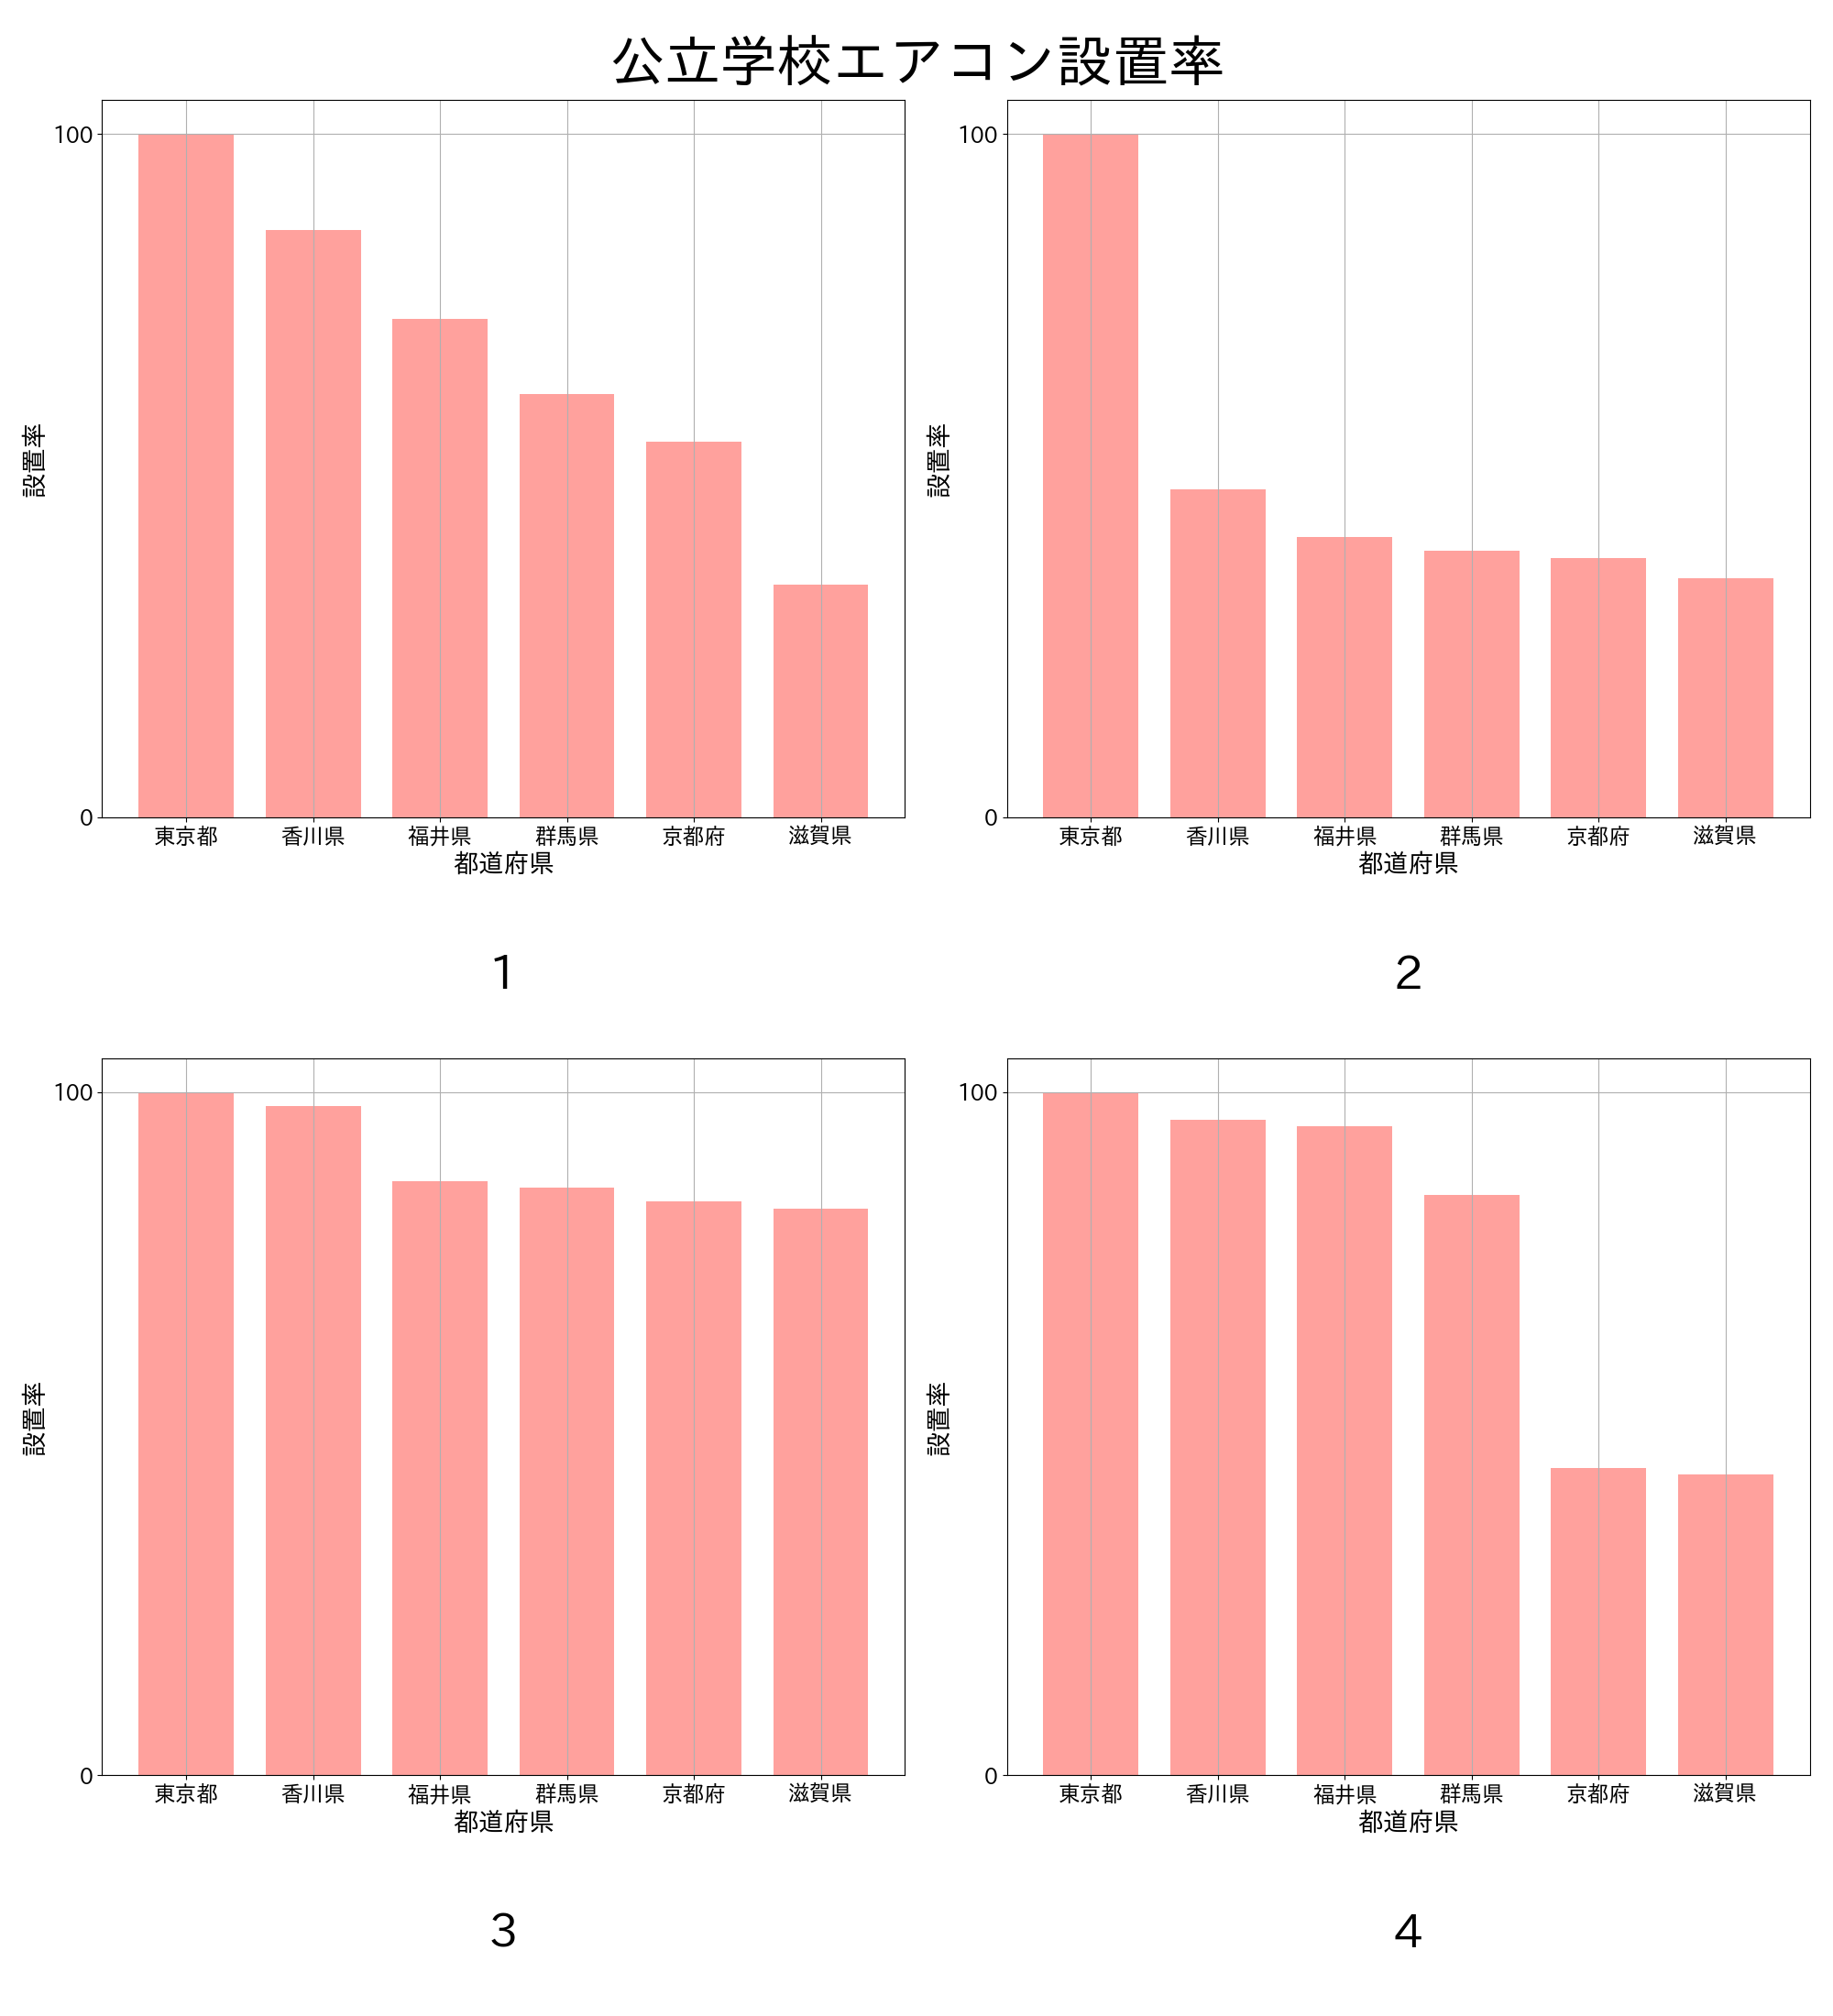 公立学校エアコン設置率
100
0
設置率
東京都 香川県 福井県 群馬県 京都府 滋賀県
都道府県
1
100
0
設置率
東京都 香川県 福井県 群馬県 京都府 滋賀県
都道府県
2
100
0
設置率
東京都 香川県 福井県 群馬県 京都府 滋賀県
都道府県
3
100
0
設置率
東京都 香川県 福井県 群馬県 京都府 滋賀県
都道府県
4